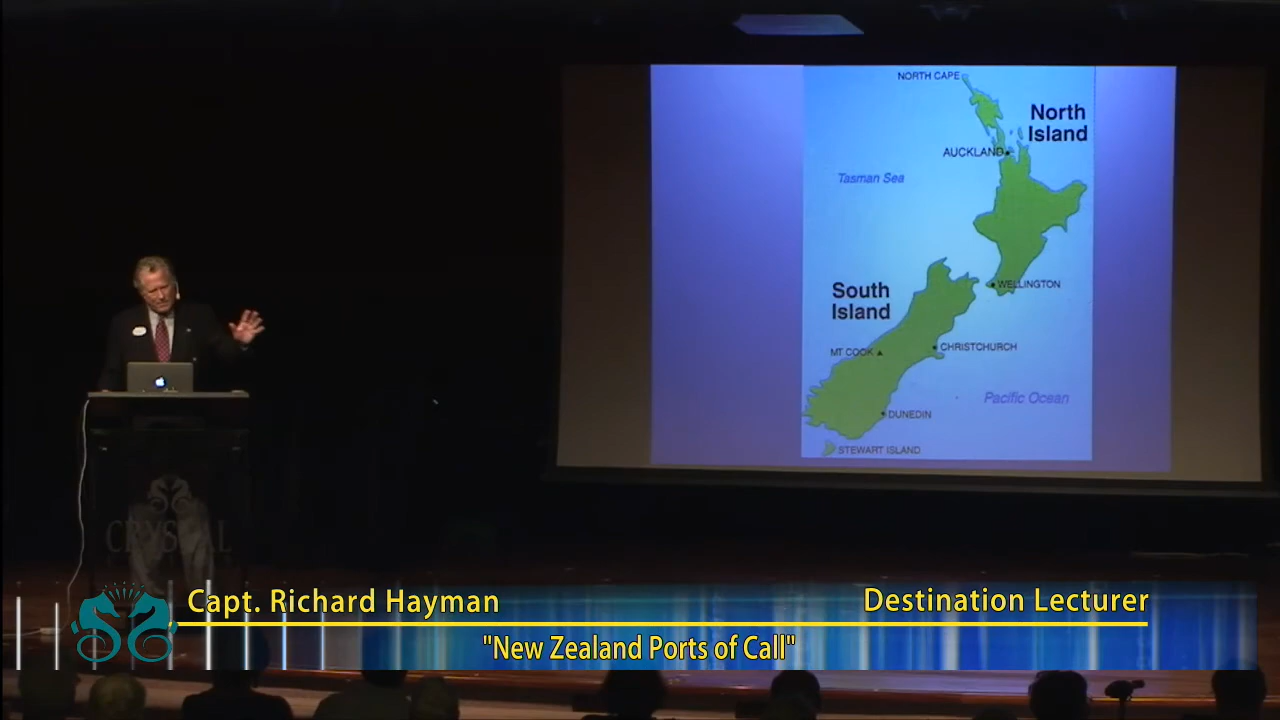 NORTH CAPE
North
Island
AUCKLAND
Tasman Sea
South
Island
WELLINGTON
MT COOK
CHRISTCHURCH
Pacific Ocean
DUNEDIN
STEWART ISLAND
CRYSTAL
Capt. Richard Hayman
Destination Lecturer
"New Zealand Ports of Call"